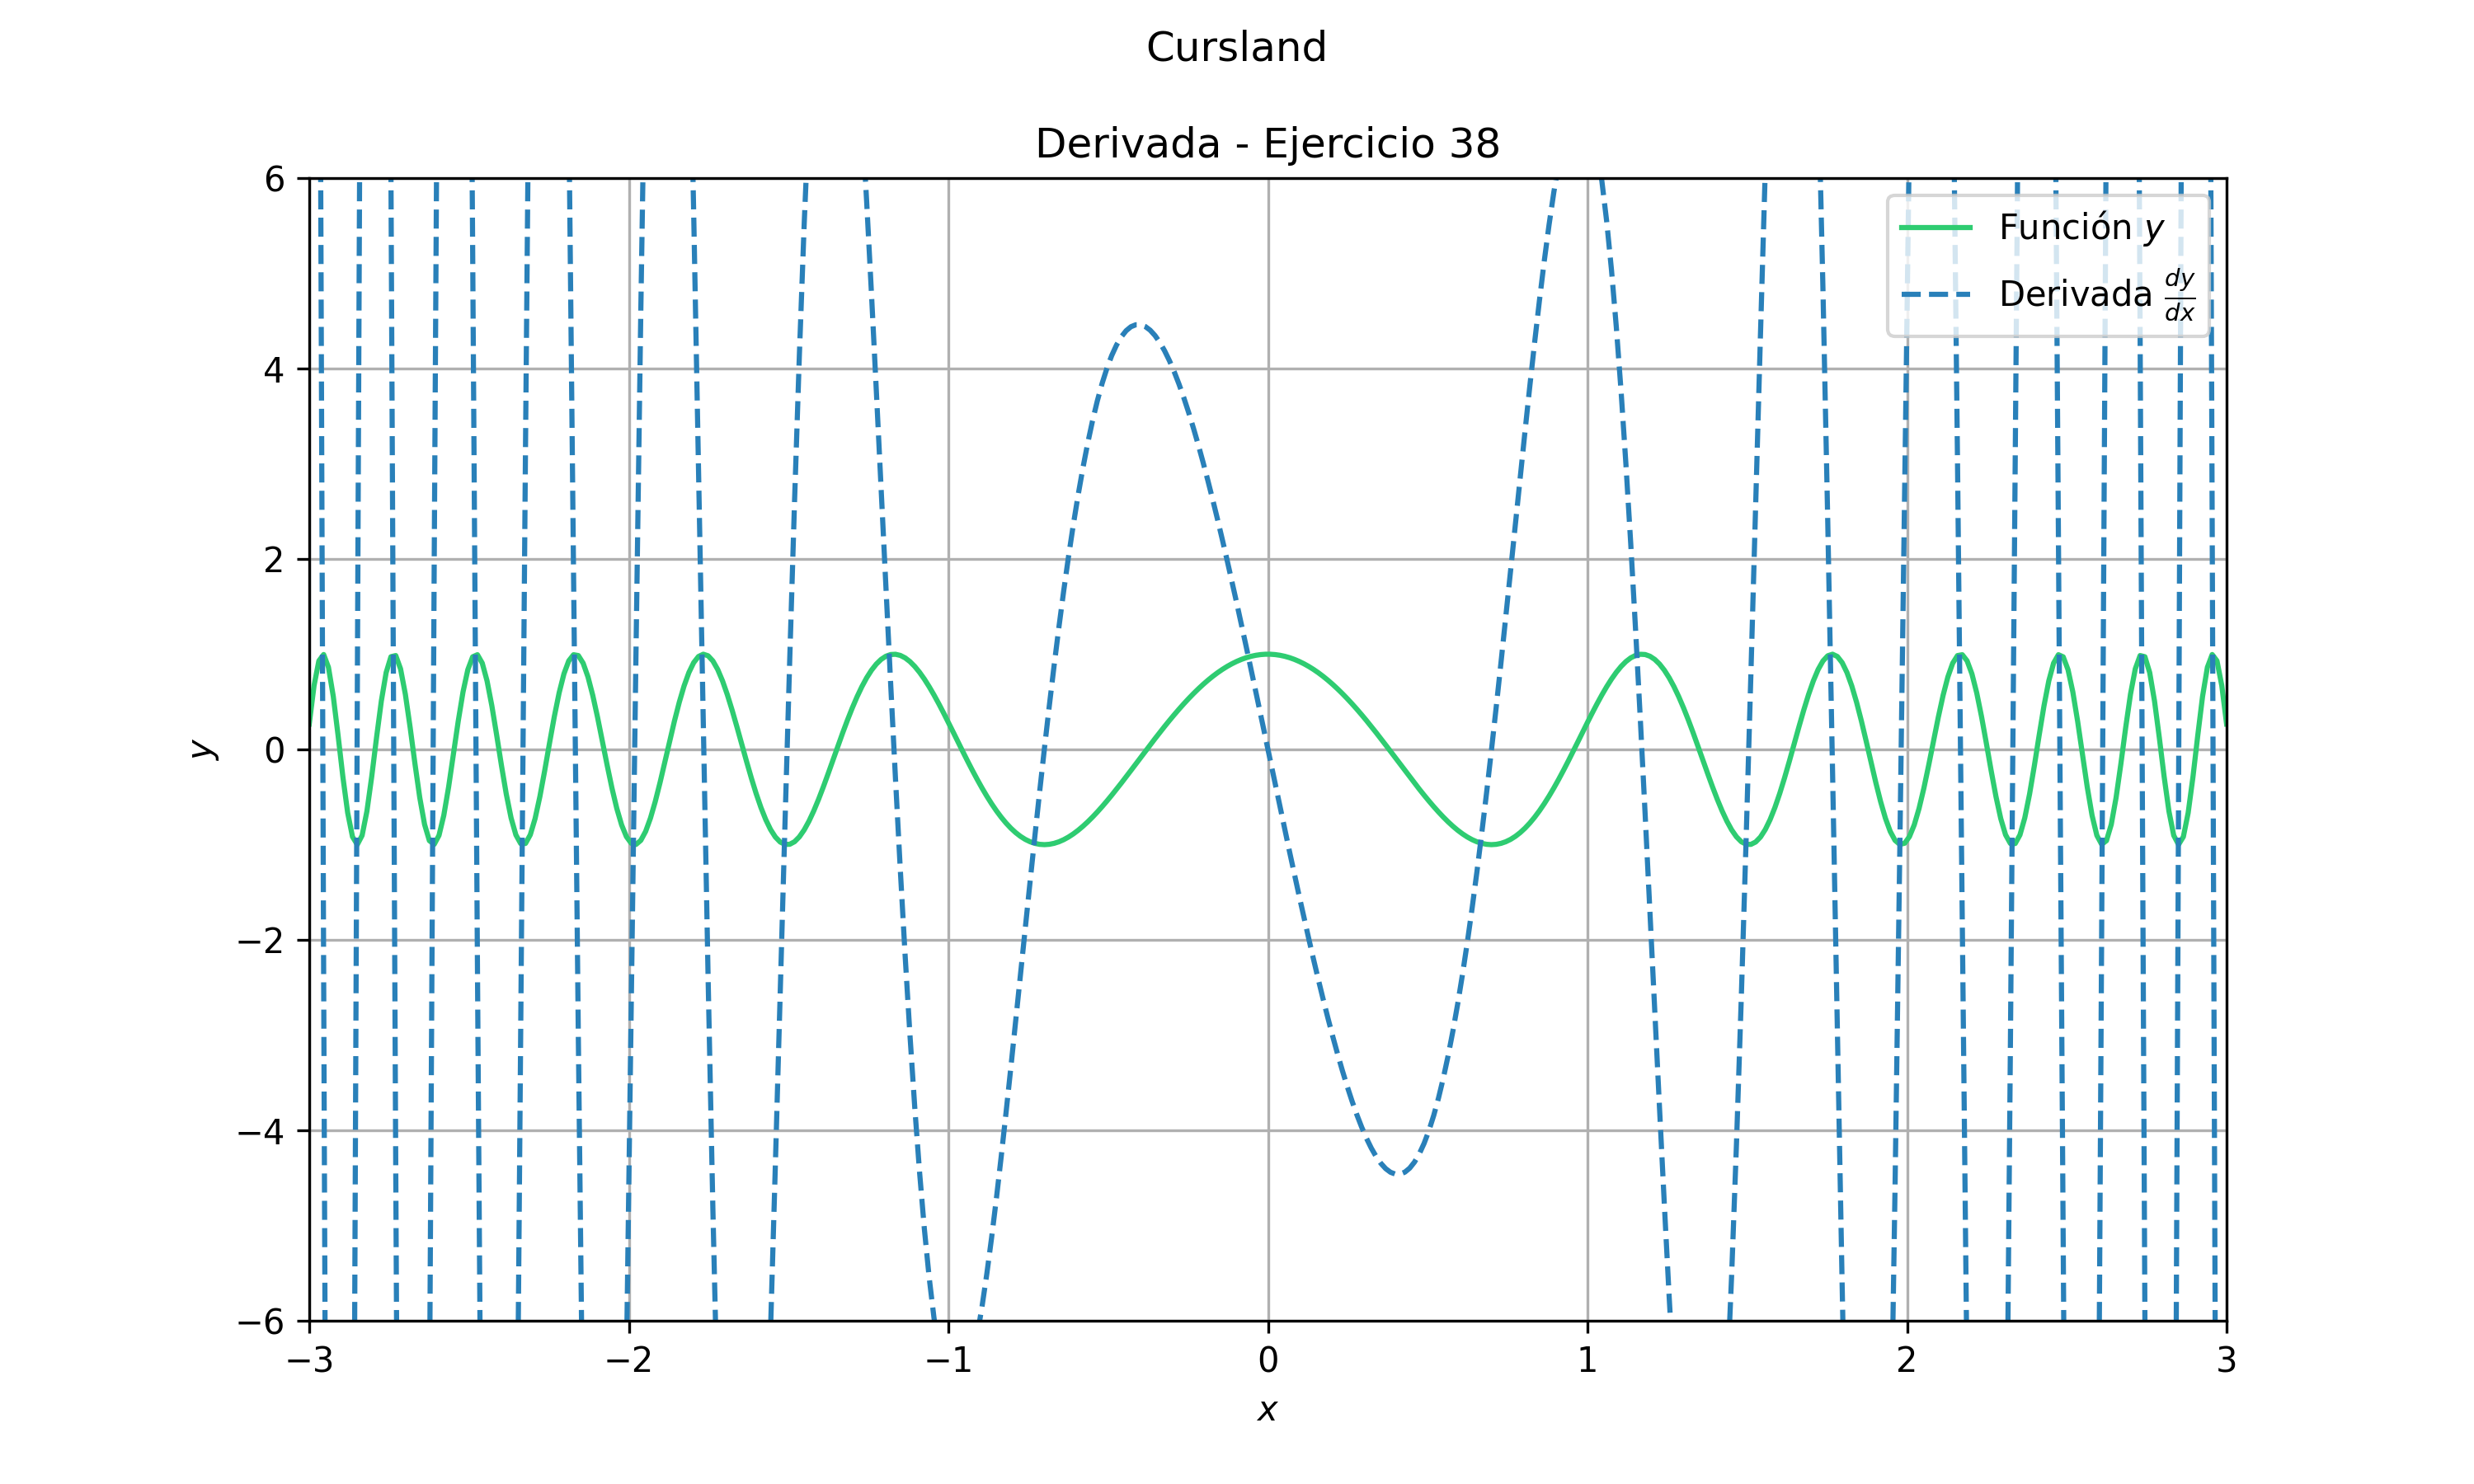 Cursland
Derivada - Ejercicio 38
Función y
Derivada dy/dx
6
4
2
0
−2
−4
−6
y
−3 −2 −1 0 1 2 3
x